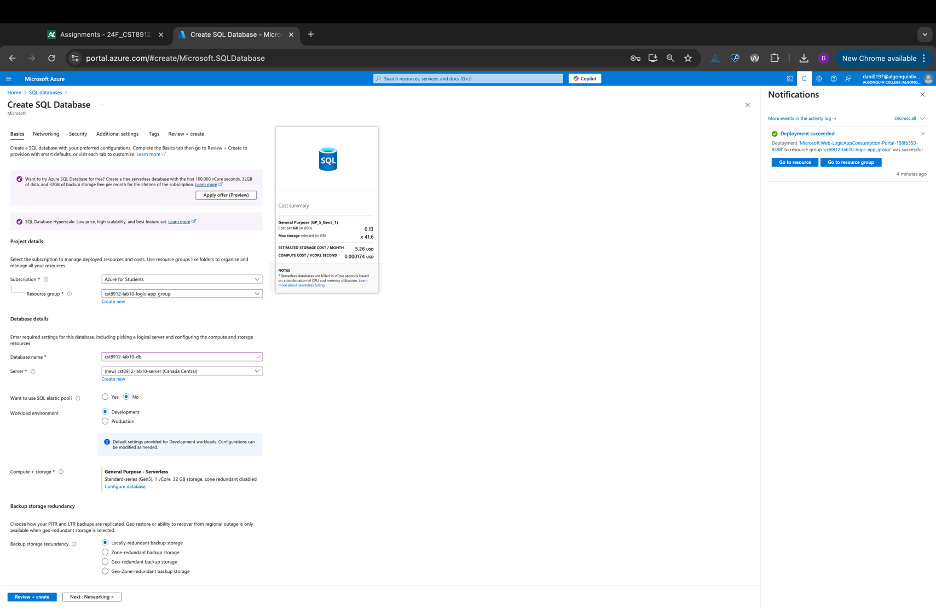 Assignments - 24F_CST8912
Create SQL Database - Micro
portal.azure.com/#create/Microsoft.SQLDatabase
New Chrome available
Microsoft Azure
Search resources, services, and docs (G+/)
Copilot
Home > SQL databases >
Create SQL Database
Microsoft
Basics Networking Security Additional settings Tags Review + create
Create a SQL database with your preferred configurations. Complete the Basics tab then go to Review + Create to
provision with smart defaults, or visit each tab to customize. Learn more
Want to try Azure SQL Database for free? Create a free serverless database with the first 100,000 vCore seconds, 32GB
of data, and 32GB of backup storage free per month for the lifetime of the subscription. Learn more
Apply offer (Preview)
SQL Database Hyperscale: Low price, high scalability, and best feature set. Learn more
Project details
Select the subscription to manage deployed resources and costs. Use resource groups like folders to organize and
manage all your resources.
Subscription *
Azure for Students
Resource group *
cst8912-lab10-logic-app_group
Create new
Database details
Enter required settings for this database, including picking a logical server and configuring the compute and storage
resources
Database name *
cst8912-lab10-db
Server *
(new) cst8912-lab10-server (Canada Central)
Create new
Want to use SQL elastic pool?
Yes No
Workload environment
Development
Production
Default settings provided for Development workloads. Configurations can
be modified as needed.
Compute + storage *
General Purpose - Serverless
Standard-series (Gen5), 1 vCore, 32 GB storage, zone redundant disabled
Configure database
Backup storage redundancy
Choose how your PITR and LTR backups are replicated. Geo restore or ability to recover from regional outage is only
available when geo-redundant storage is selected.
Backup storage redundancy
Locally-redundant backup storage
Zone-redundant backup storage
Geo-redundant backup storage
Geo-Zone-redundant backup storage
Review + create
Next : Networking >
SQL
Cost summary
General Purpose (GP_S_Gen5_1)
Cost per GB (in USD) 0.13
Max storage selected (in GB) x 41.6
ESTIMATED STORAGE COST / MONTH 5.26 USD
COMPUTE COST / VCORE SECOND 0.000174 USD
NOTES
* Serverless databases are billed in vCore seconds based
on a combination of CPU and memory utilization. Learn
more about serverless billing
Notifications
More events in the activity log →
Dismiss all
Deployment succeeded
to resource group 'cst8912-lab10-logic-app_group' was successful.
Go to resource
Go to resource group
4 minutes ago